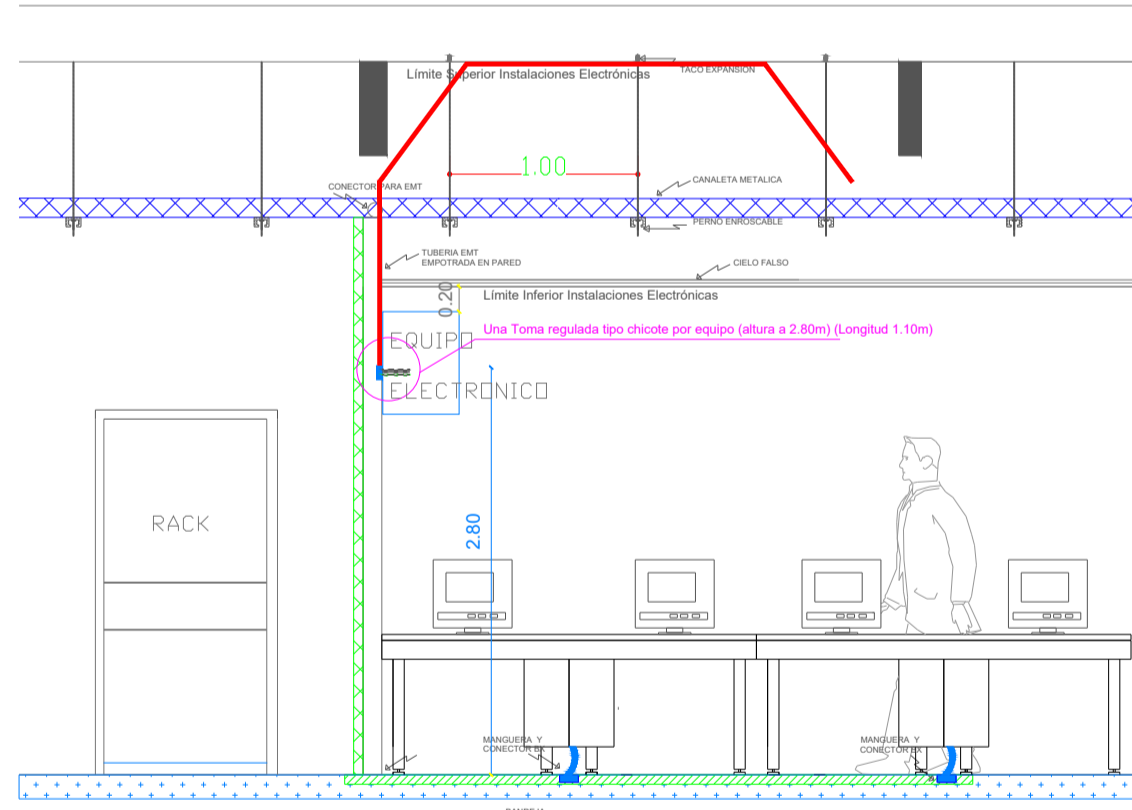 Límite Superior Instalaciones Electrónicas
TACO EXPANSION
1.00
CONECTOR PARA EMT
CANALETA METALICA
PERNO ENROSCABLE
TUBERIA EMT
EMPOTRADA EN PARED
CIELO FALSO
0.20
Límite Inferior Instalaciones Electrónicas
Una Toma regulada tipo chicote por equipo (altura a 2.80m) (Longitud 1.10m)
EQUIPO
ELECTRONICO
RACK
2.80
MANGUERA Y
CONECTOR BX
MANGUERA Y
CONECTOR BX